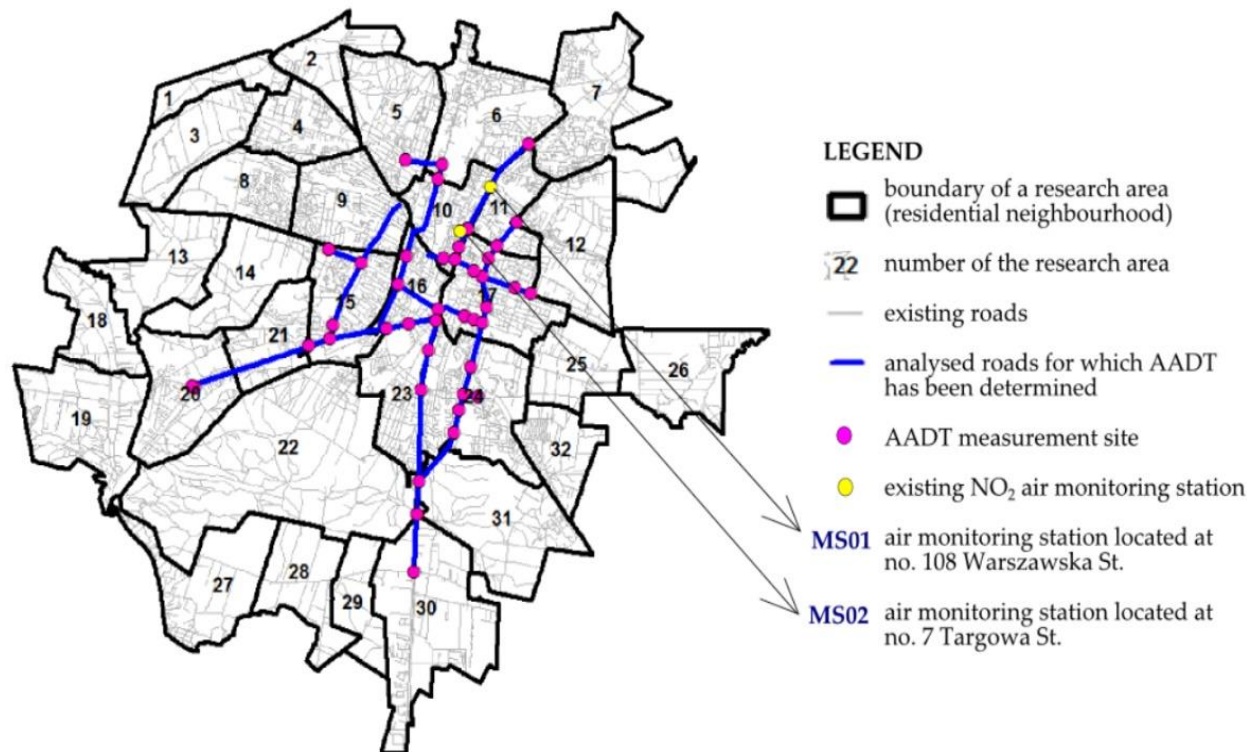 2
1
5
7
6
3
4
8
9
10
11
12
13
14
16
15
18
21
25
26
20
23
24
19
22
32
31
28
27
29
30
LEGEND
boundary of a research area
(residential neighbourhood)
22 number of the research area
existing roads
analysed roads for which AADT
has been determined
AADT measurement site
existing NO₂ air monitoring station
MS01 air monitoring station located at
no. 108 Warszawska St.
MS02 air monitoring station located at
no. 7 Targowa St.